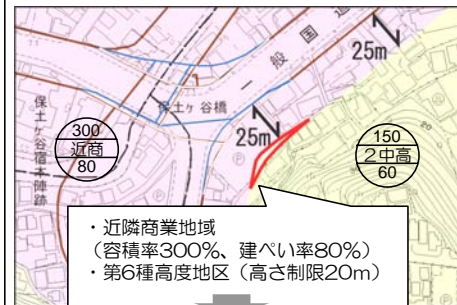 一般国道
25m
保土ヶ谷橋
25m
保土ヶ谷宿本陣跡
300
近商
80
150
2中高
60
・近隣商業地域
（容積率300％、建ぺい率80％）
・第6種高度地区（高さ制限20m）